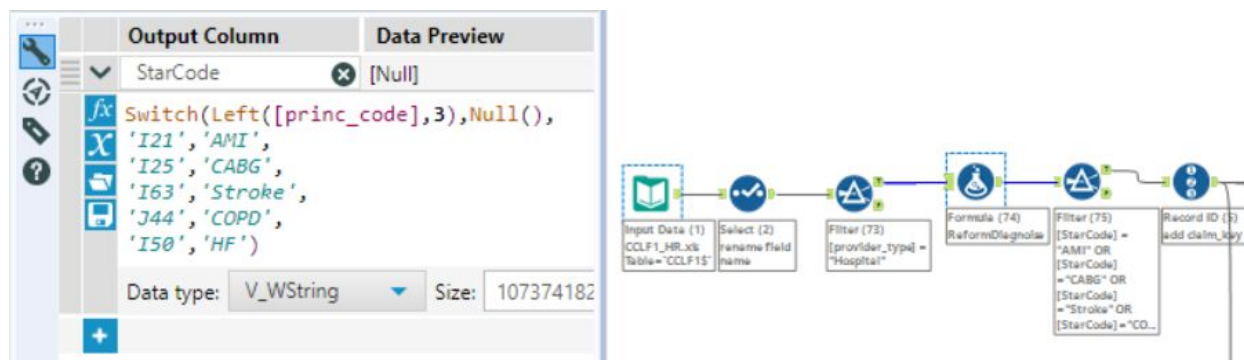 Output Column
Data Preview
StarCode
[Null]
fx
Switch(Left([princ_code],3),Null(),
X
'I21','AMI',
'I25','CABG',
'I63','Stroke',
'J44','COPD',
'I50','HF')
Data type:
V_WString
Size:
107374182
Input Data (1)
CCLF1_HR.xls
Table=`CCLF1$`
Select (2)
rename field
name
Filter (73)
[provider_type] =
"Hospital"
Formula (74)
ReformDiagnoise
Filter (75)
[StarCode] =
"AMI" OR
[StarCode]
="CABG" OR
[StarCode]
="Stroke" OR
[StarCode] ="CO...
Record ID (5)
add claim_key